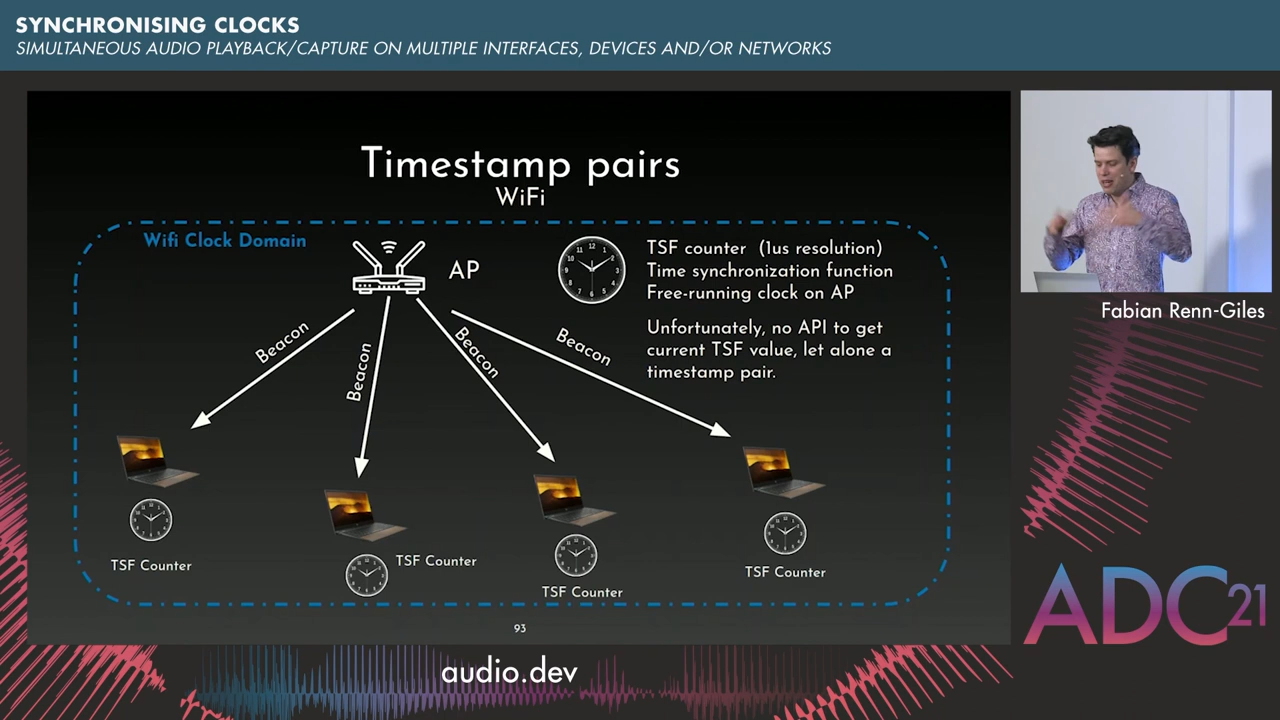 SYNCHRONISING CLOCKS
SIMULTANEOUS AUDIO PLAYBACK/CAPTURE ON MULTIPLE INTERFACES, DEVICES AND/OR NETWORKS
Timestamp pairs
WiFi
Wifi Clock Domain
AP
TSF counter (1us resolution)
Time synchronization function
Free-running clock on AP
Unfortunately, no API to get
current TSF value, let alone a
timestamp pair.
Beacon
Beacon
Beacon
Beacon
TSF Counter
TSF Counter
TSF Counter
TSF Counter
93
Fabian Renn-Giles
ADC21
audio.dev